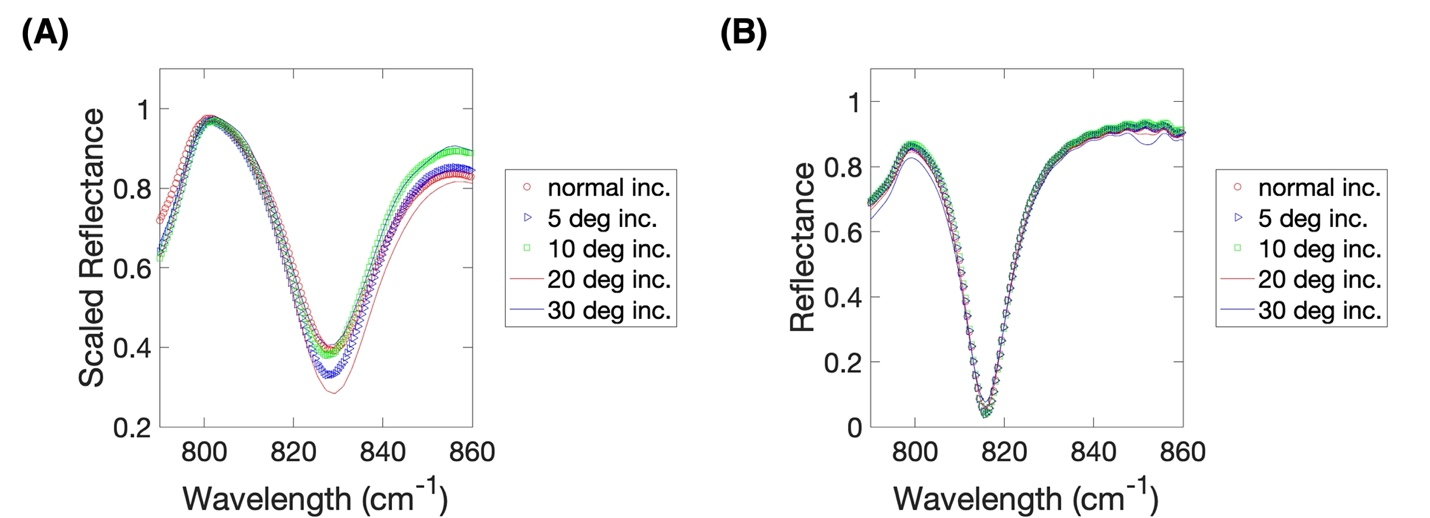 (A)
Scaled Reflectance
1
0.8
0.6
0.4
0.2
800 820 840 860
Wavelength (cm⁻¹)
normal inc.
5 deg inc.
10 deg inc.
20 deg inc.
30 deg inc.
(B)
Reflectance
1
0.8
0.6
0.4
0.2
0
800 820 840 860
Wavelength (cm⁻¹)
normal inc.
5 deg inc.
10 deg inc.
20 deg inc.
30 deg inc.